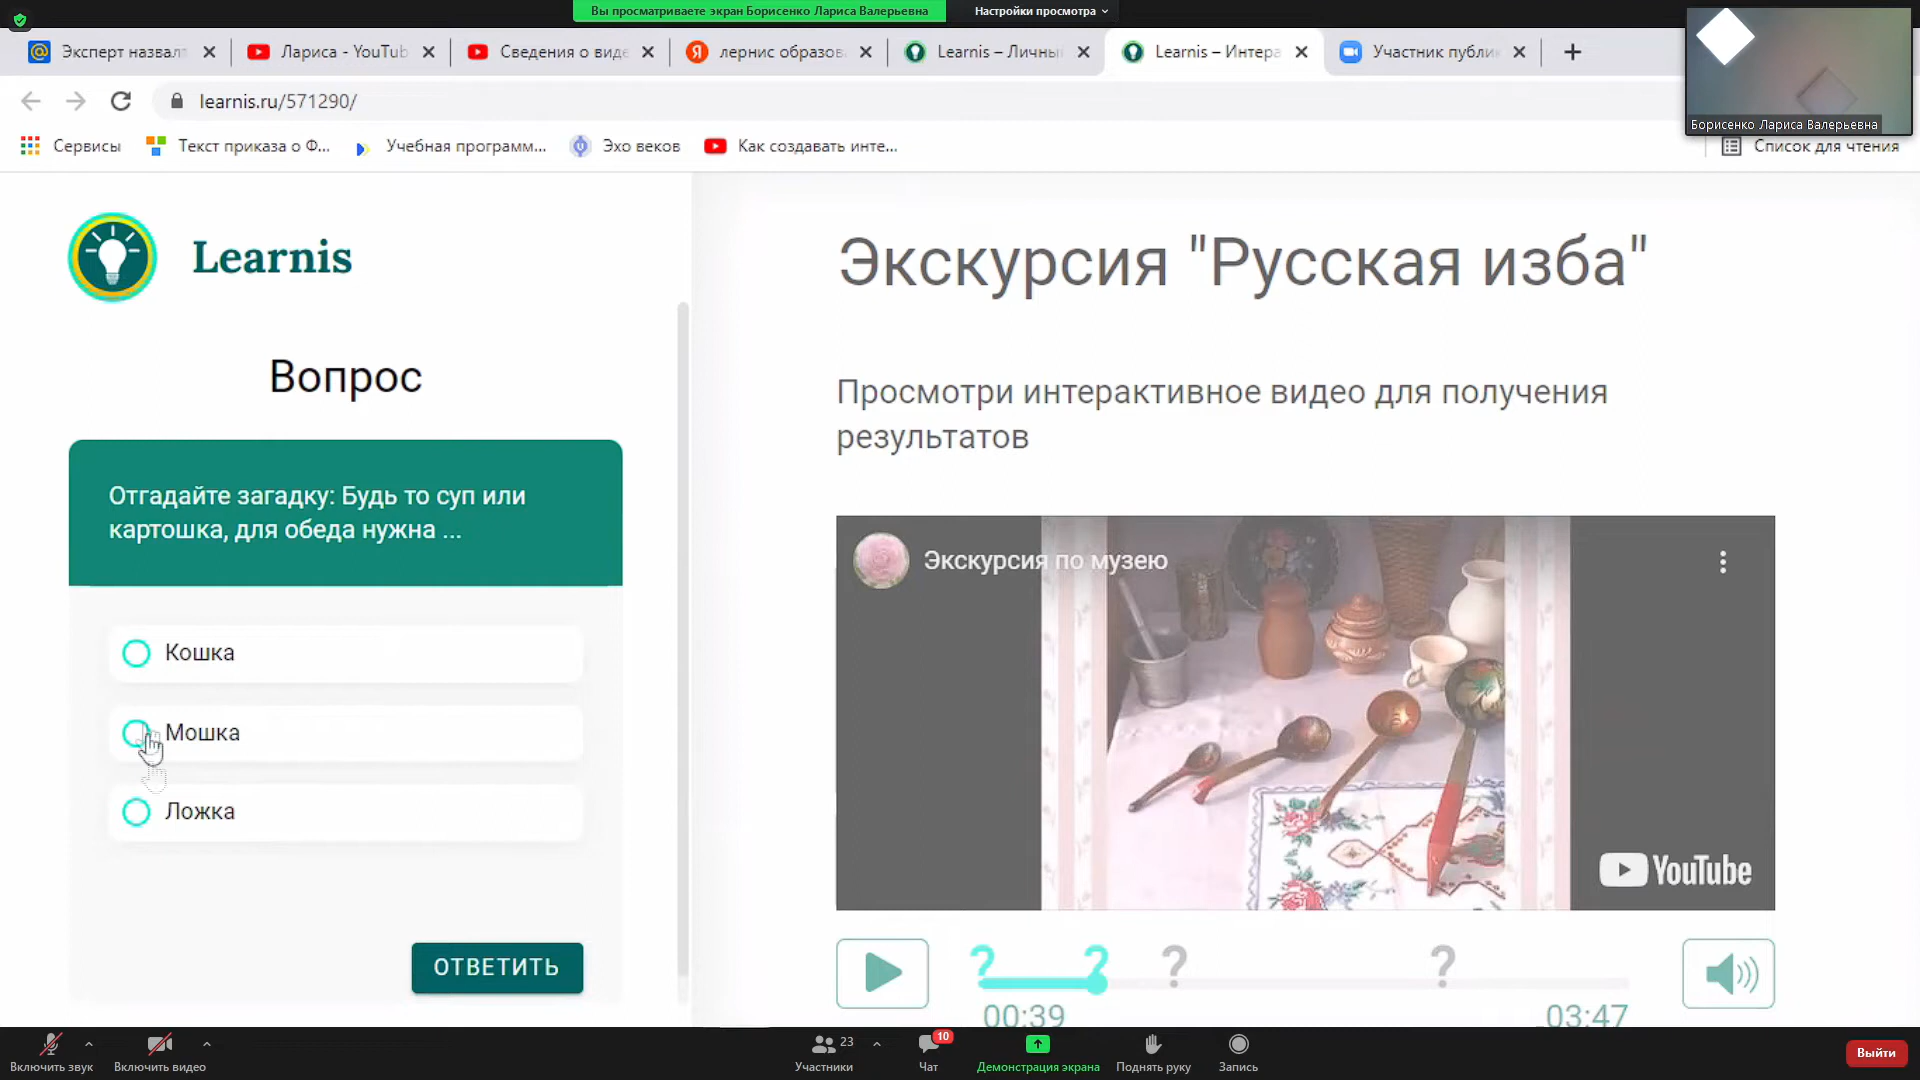 Вы просматриваете экран Борисенко Лариса Валерьевна
Настройки просмотра
Эксперт назвал
Лариса - YouTub
Сведения о виде
лернис образов
Learnis – Личны
Learnis – Интера
Участник публи
learnis.ru/571290/
Борисенко Лариса Валерьевна
Сервисы
Текст приказа о Ф...
Учебная программ...
Эхо веков
Как создавать инте...
Список для чтения
Learnis
Вопрос
Отгадайте загадку: Будь то суп или
картошка, для обеда нужна ...
Кошка
Мошка
Ложка
ОТВЕТИТЬ
Экскурсия "Русская изба"
Просмотри интерактивное видео для получения
результатов
Экскурсия по музею
YouTube
? ? ? ?
00:39
03:47
Включить звук
Включить видео
23
Участники
10
Чат
Демонстрация экрана
Поднять руку
Запись
Выйти